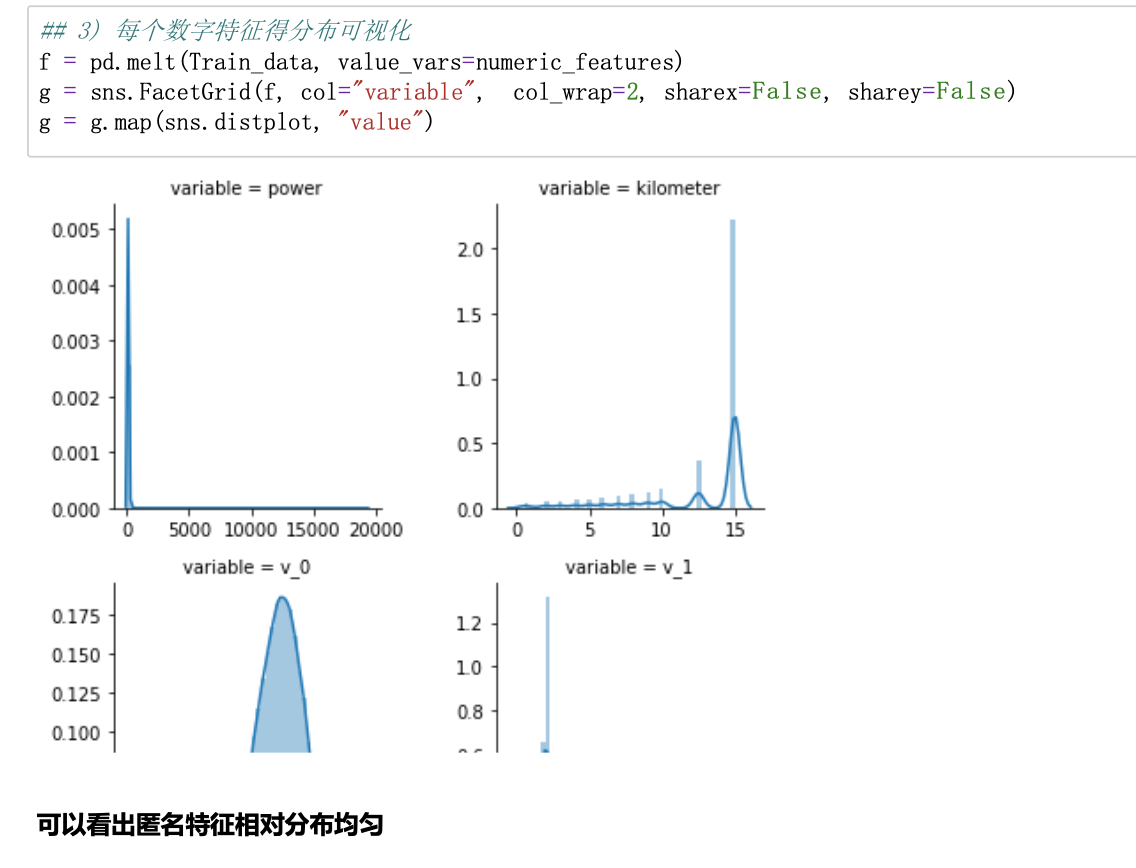 ## 3) 每个数字特征得分布可视化
f = pd.melt(Train_data, value_vars=numeric_features)
g = sns.FacetGrid(f, col="variable",  col_wrap=2, sharex=False, sharey=False)
g = g.map(sns.distplot, "value")
variable = power
0.005
0.004
0.003
0.002
0.001
0.000
0 5000 10000 15000 20000
variable = kilometer
2.0
1.5
1.0
0.5
0.0
0 5 10 15
variable = v_0
0.175
0.150
0.125
0.100
variable = v_1
1.2
1.0
0.8
可以看出匿名特征相对分布均匀